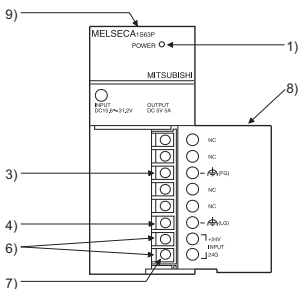 9)
MELSECA1S63P
POWER
1)
MITSUBISHI
INPUT
DC15,6∿31,2V
OUTPUT
DC 5V 5A
8)
NC
NC
3)
(FG)
NC
NC
4)
(LG)
6)
+24V
INPUT
24G
7)